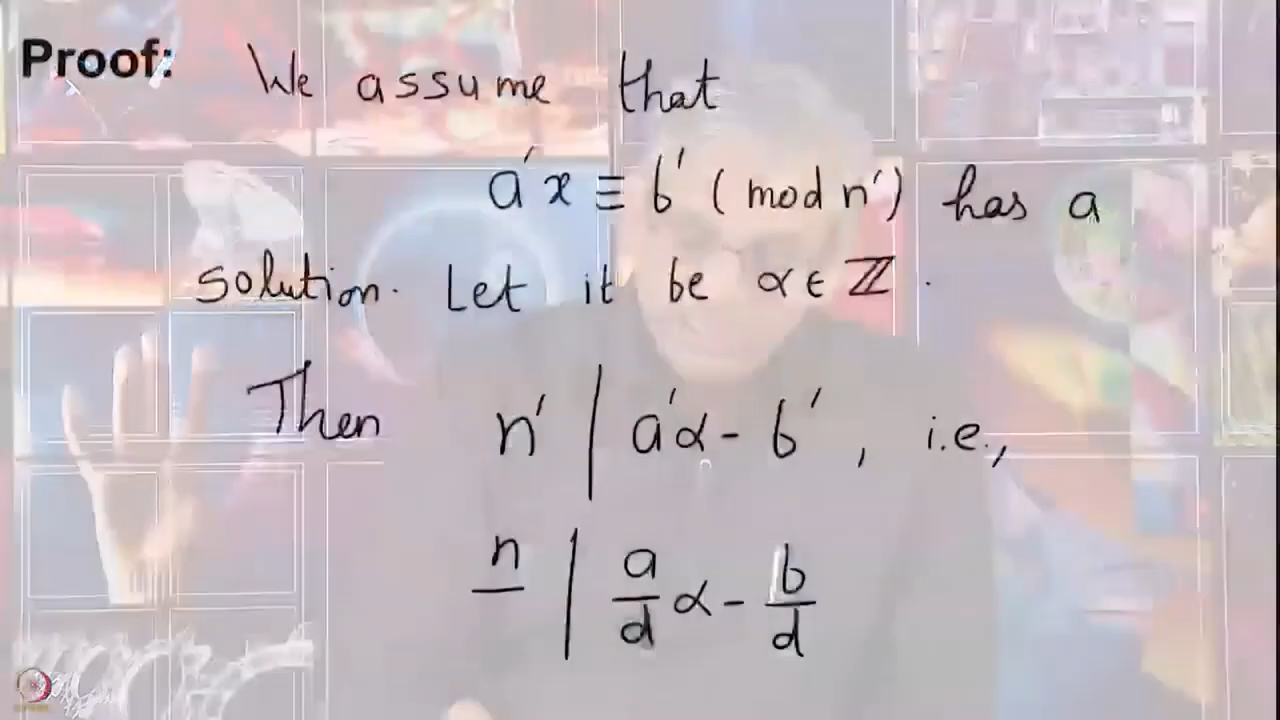 Proof: We assume that
a'x ≡ b' (mod n') has a
solution. Let it be α ∈ ℤ.
Then n' | a'α - b', i.e.,
n
— | a/d α - b/d